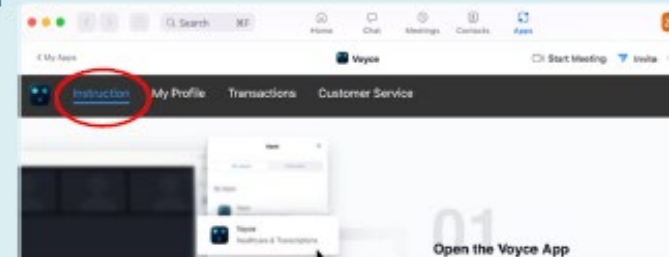 Search ⌘F
Home Chat Meetings Contacts Apps
< My Apps Voyce Start Meeting Invite
Instruction My Profile Transactions Customer Service
Voyce
Healthcare & Transcriptions
01
Open the Voyce App